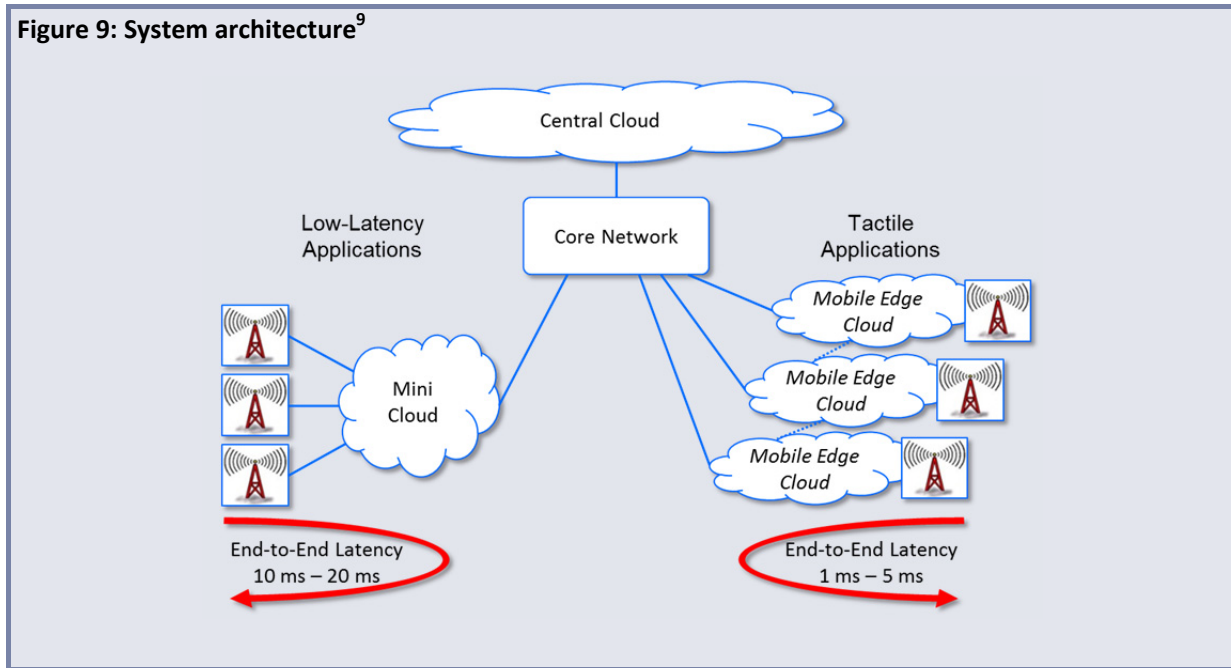 Figure 9: System architecture9
Central Cloud
Core Network
Low-Latency
Applications
Tactile
Applications
Mobile Edge
Cloud
Mobile Edge
Cloud
Mobile Edge
Cloud
Mini
Cloud
End-to-End Latency
10 ms – 20 ms
End-to-End Latency
1 ms – 5 ms